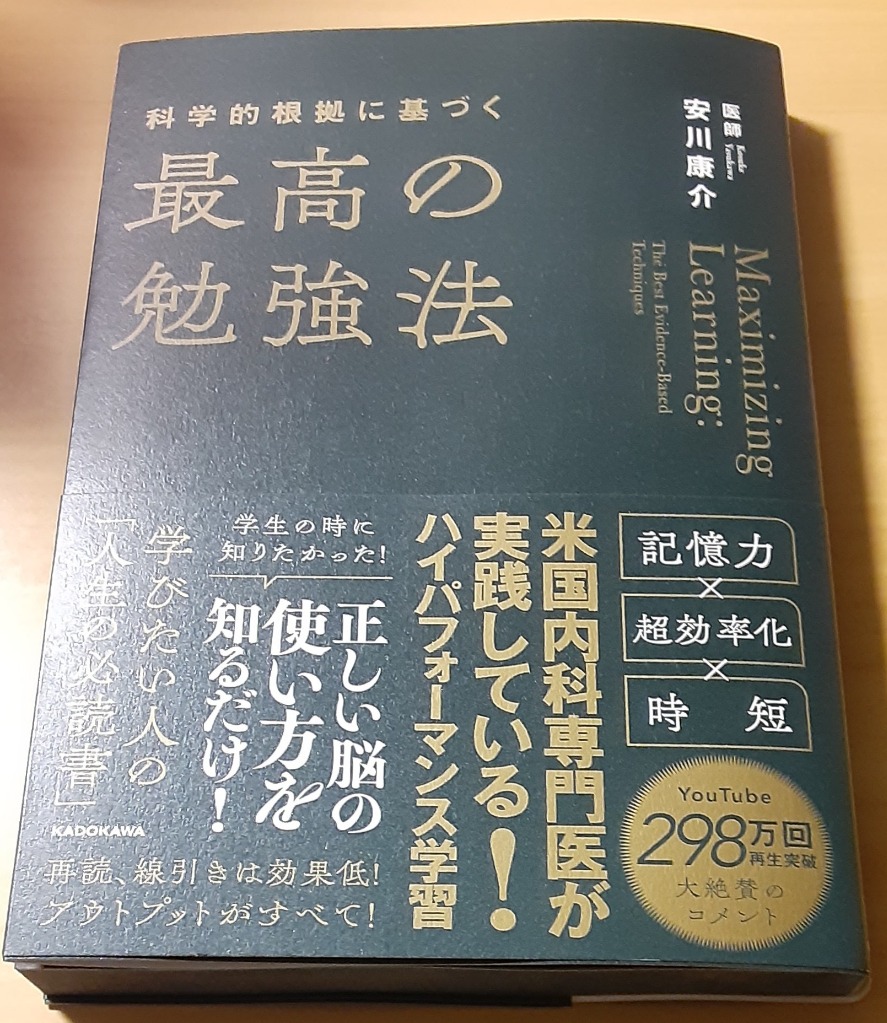 科学的根拠に基づく
最高の
勉強法
医師
安川康介
Kosuke
Yasukawa
Maximizing
Learning:
The Best Evidence-Based
Techniques
記憶力
×
超効率化
×
時短
米国内科専門医が
実践している!
ハイパフォーマンス学習
学生の時に
知りたかった!
正しい脳の
使い方を
知るだけ!
学びたい人の
「人生の必読書」
KADOKAWA
再読、線引きは効果低!
アウトプットがすべて!
YouTube
298万回
再生突破
大絶賛の
コメント